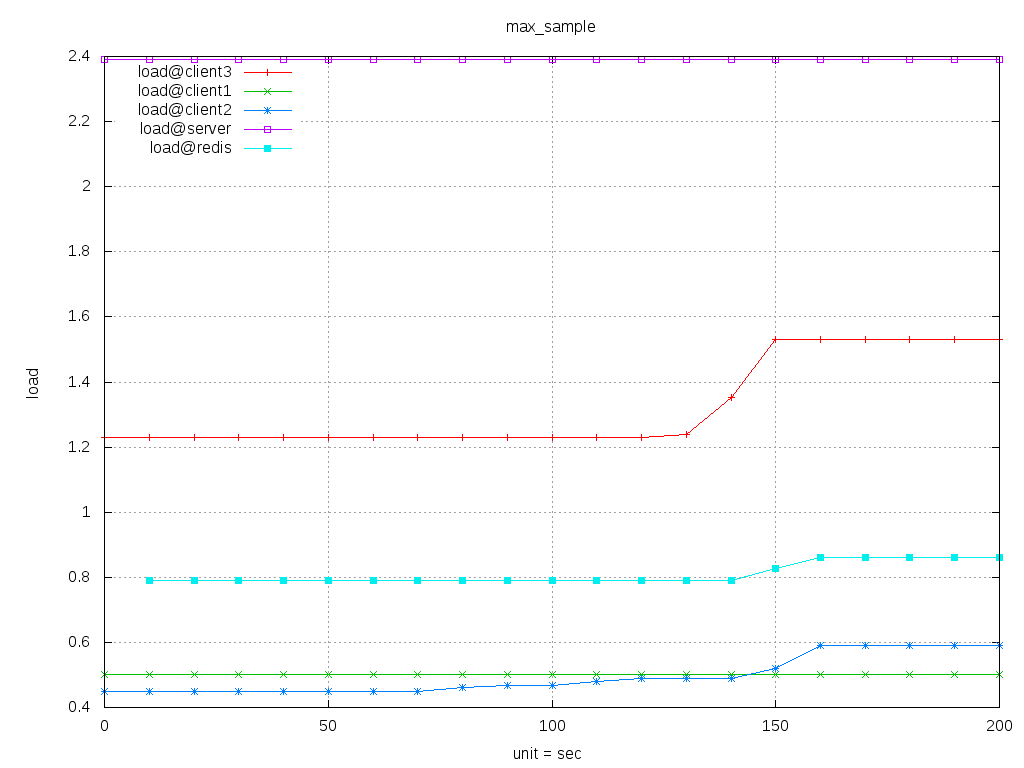 max_sample
2.4
load@client3
load@client1
load@client2
load@server
load@redis
2.2
2
1.8
1.6
load
1.4
1.2
1
0.8
0.6
0.4
0 50 100 150 200
unit = sec